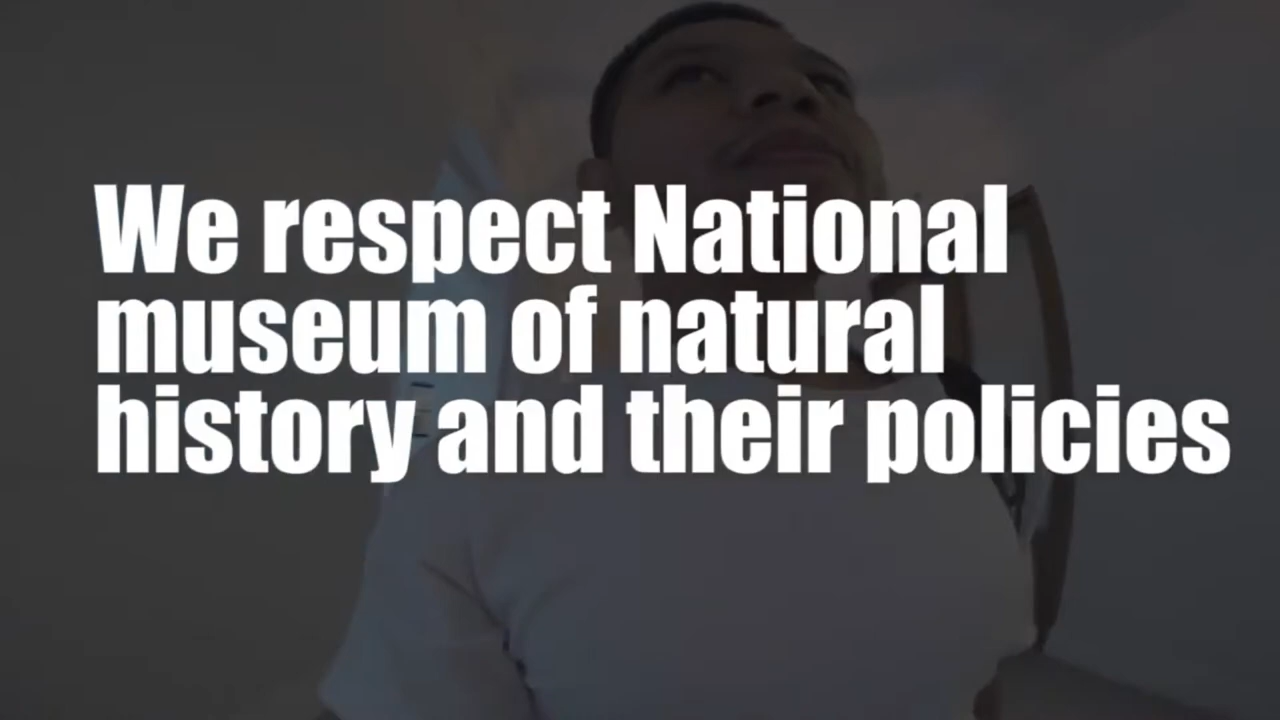 We respect National
museum of natural
history and their policies